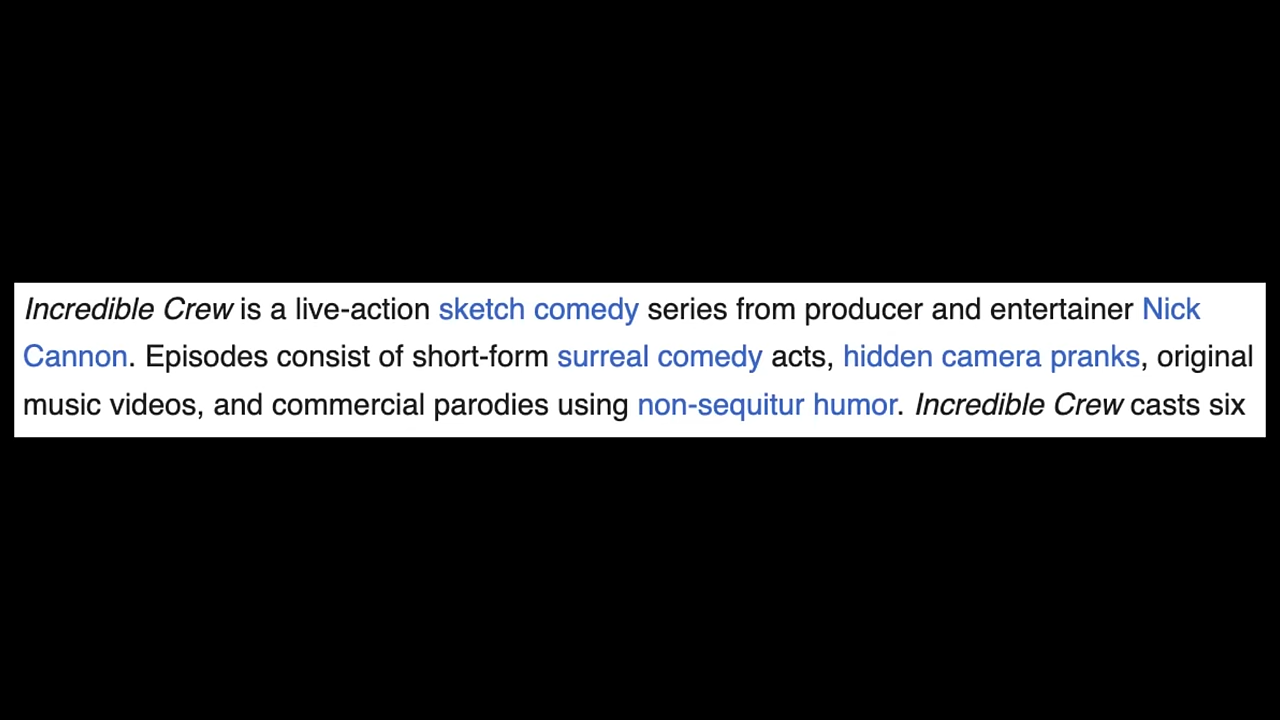 Incredible Crew is a live-action sketch comedy series from producer and entertainer Nick
Cannon. Episodes consist of short-form surreal comedy acts, hidden camera pranks, original
music videos, and commercial parodies using non-sequitur humor. Incredible Crew casts six